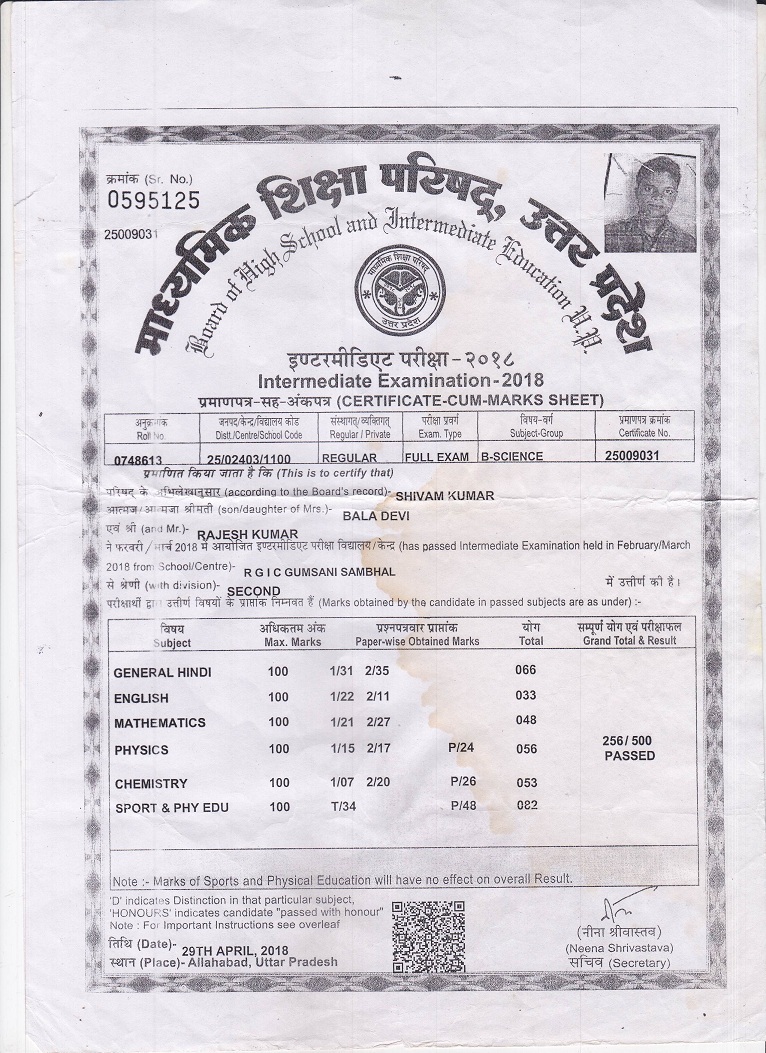 क्रमांक (Sr. No.)
0595125
25009031
माध्यमिक शिक्षा परिषद्, उत्तर प्रदेश
Board of High School and Intermediate Education U.P.
माध्यमिक शिक्षा परिषद
उत्तर प्रदेश
इण्टरमीडिएट परीक्षा-२०१८
Intermediate Examination-2018
प्रमाणपत्र-सह-अंकपत्र (CERTIFICATE-CUM-MARKS SHEET)
अनुक्रमांक जनपद/केन्द्र/विद्यालय कोड संस्थागत/व्यक्तिगत परीक्षा प्रवर्ग विषय-वर्ग प्रमाणपत्र क्रमांक
Roll No. Distt./Centre/School Code Regular / Private Exam. Type Subject-Group Certificate No.
0748613 25/02403/1100 REGULAR FULL EXAM B-SCIENCE 25009031
प्रमाणित किया जाता है कि (This is to certify that)
परिषद के अभिलेखानुसार (according to the Board's record)- SHIVAM KUMAR
आत्मज/आत्मजा श्रीमती (son/daughter of Mrs.)- BALA DEVI
एवं श्री (and Mr.)- RAJESH KUMAR
ने फरवरी / मार्च 2018 में आयोजित इण्टरमीडिएट परीक्षा विद्यालय/केन्द्र (has passed Intermediate Examination held in February/March
2018 from School/Centre)- R G I C GUMSANI SAMBHAL
से श्रेणी (with division)- SECOND में उत्तीर्ण की है।
परीक्षार्थी द्वारा उत्तीर्ण विषयों के प्राप्तांक निम्नवत हैं (Marks obtained by the candidate in passed subjects are as under) :-
विषय अधिकतम अंक प्रश्नपत्रवार प्राप्तांक योग सम्पूर्ण योग एवं परीक्षाफल
Subject Max. Marks Paper-wise Obtained Marks Total Grand Total & Result
GENERAL HINDI 100 1/31 2/35 066
ENGLISH 100 1/22 2/11 033
MATHEMATICS 100 1/21 2/27 048
PHYSICS 100 1/15 2/17 P/24 056 256/500
PASSED
CHEMISTRY 100 1/07 2/20 P/26 053
SPORT & PHY EDU 100 T/34 P/48 082
Note :- Marks of Sports and Physical Education will have no effect on overall Result.
'D' indicates Distinction in that particular subject,
'HONOURS' indicates candidate "passed with honour"
Note : For Important Instructions see overleaf
तिथि (Date)- 29TH APRIL, 2018
स्थान (Place)- Allahabad, Uttar Pradesh
(नीना श्रीवास्तव)
(Neena Shrivastava)
सचिव (Secretary)